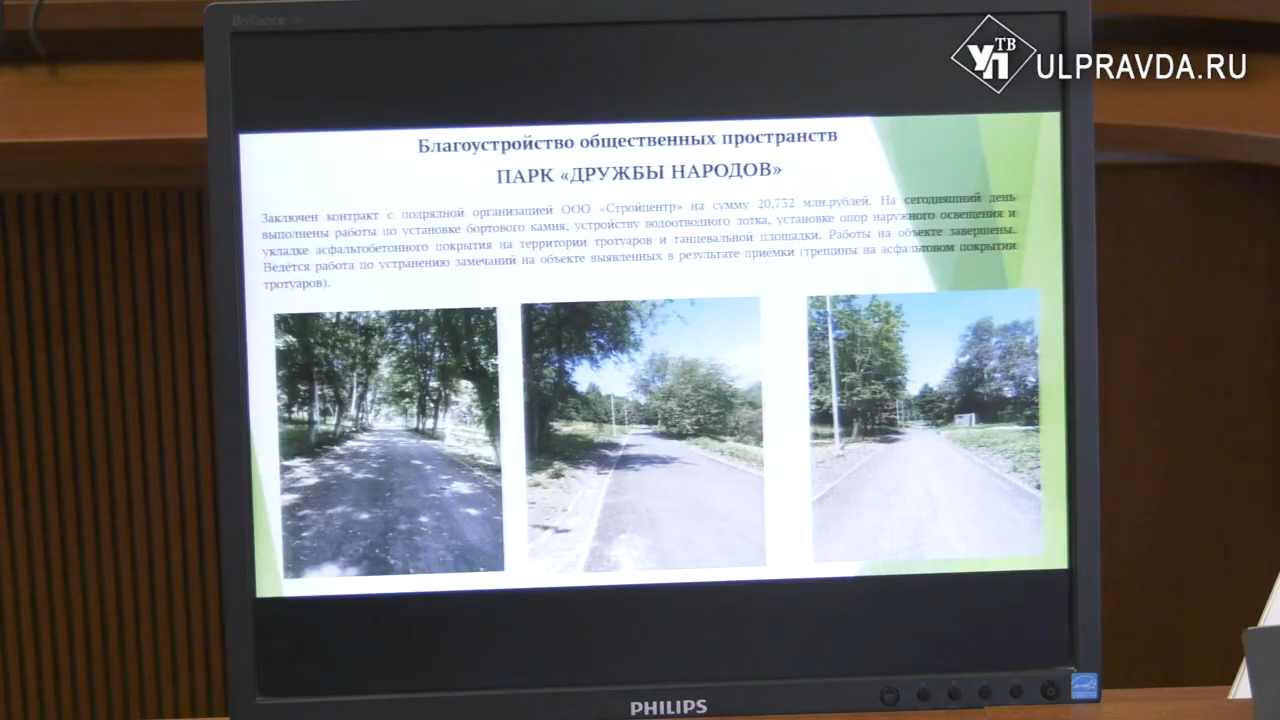 Brilliance
УП ТВ
ULPRAVDA.RU
Благоустройство общественных пространств
ПАРК «ДРУЖБЫ НАРОДОВ»
Заключен контракт с подрядной организацией ООО «Стройцентр» на сумму 20,732 млн.рублей. На сегодняшний день
выполнены работы по установке бортового камня, устройству водоотводного лотка, установке опор наружного освещения и
укладке асфальтобетонного покрытия на территории тротуаров и танцевальной площадки. Работы на объекте завершены.
Ведется работа по устранению замечаний на объекте выявленных в результате приёмки (трещины на асфальтовом покрытии
тротуаров).
PHILIPS